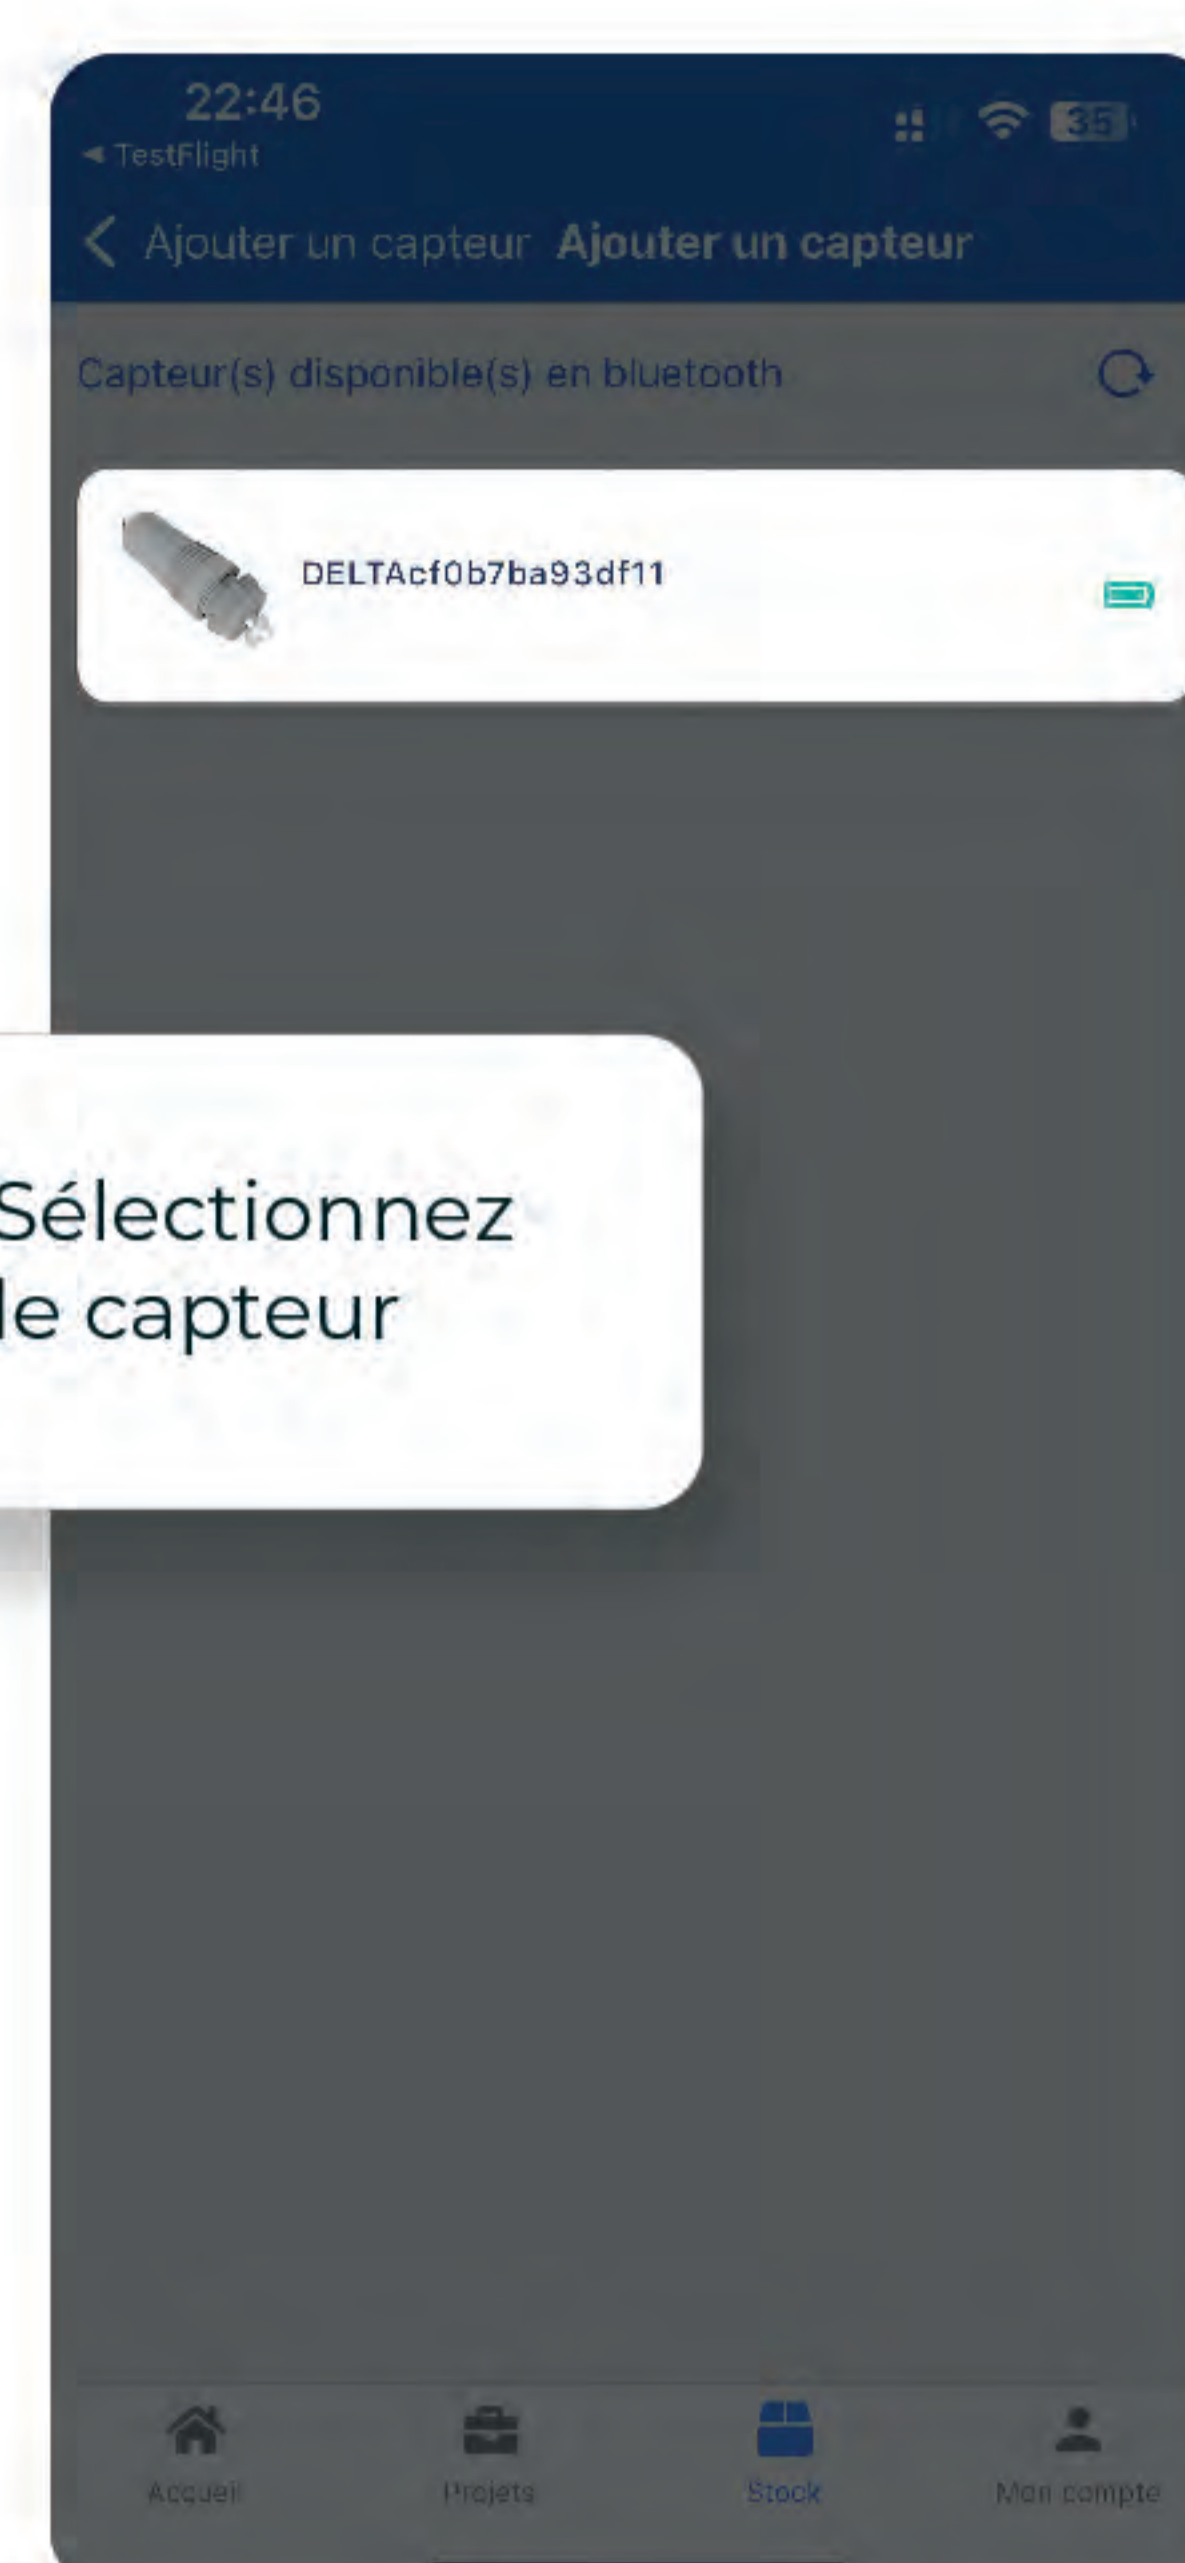 22:46
35
◄ TestFlight
Ajouter un capteur Ajouter un capteur
Capteur(s) disponible(s) en bluetooth
DELTAcf0b7ba93df11
Sélectionnez
le capteur
Accueil Projets Stock Mon compte